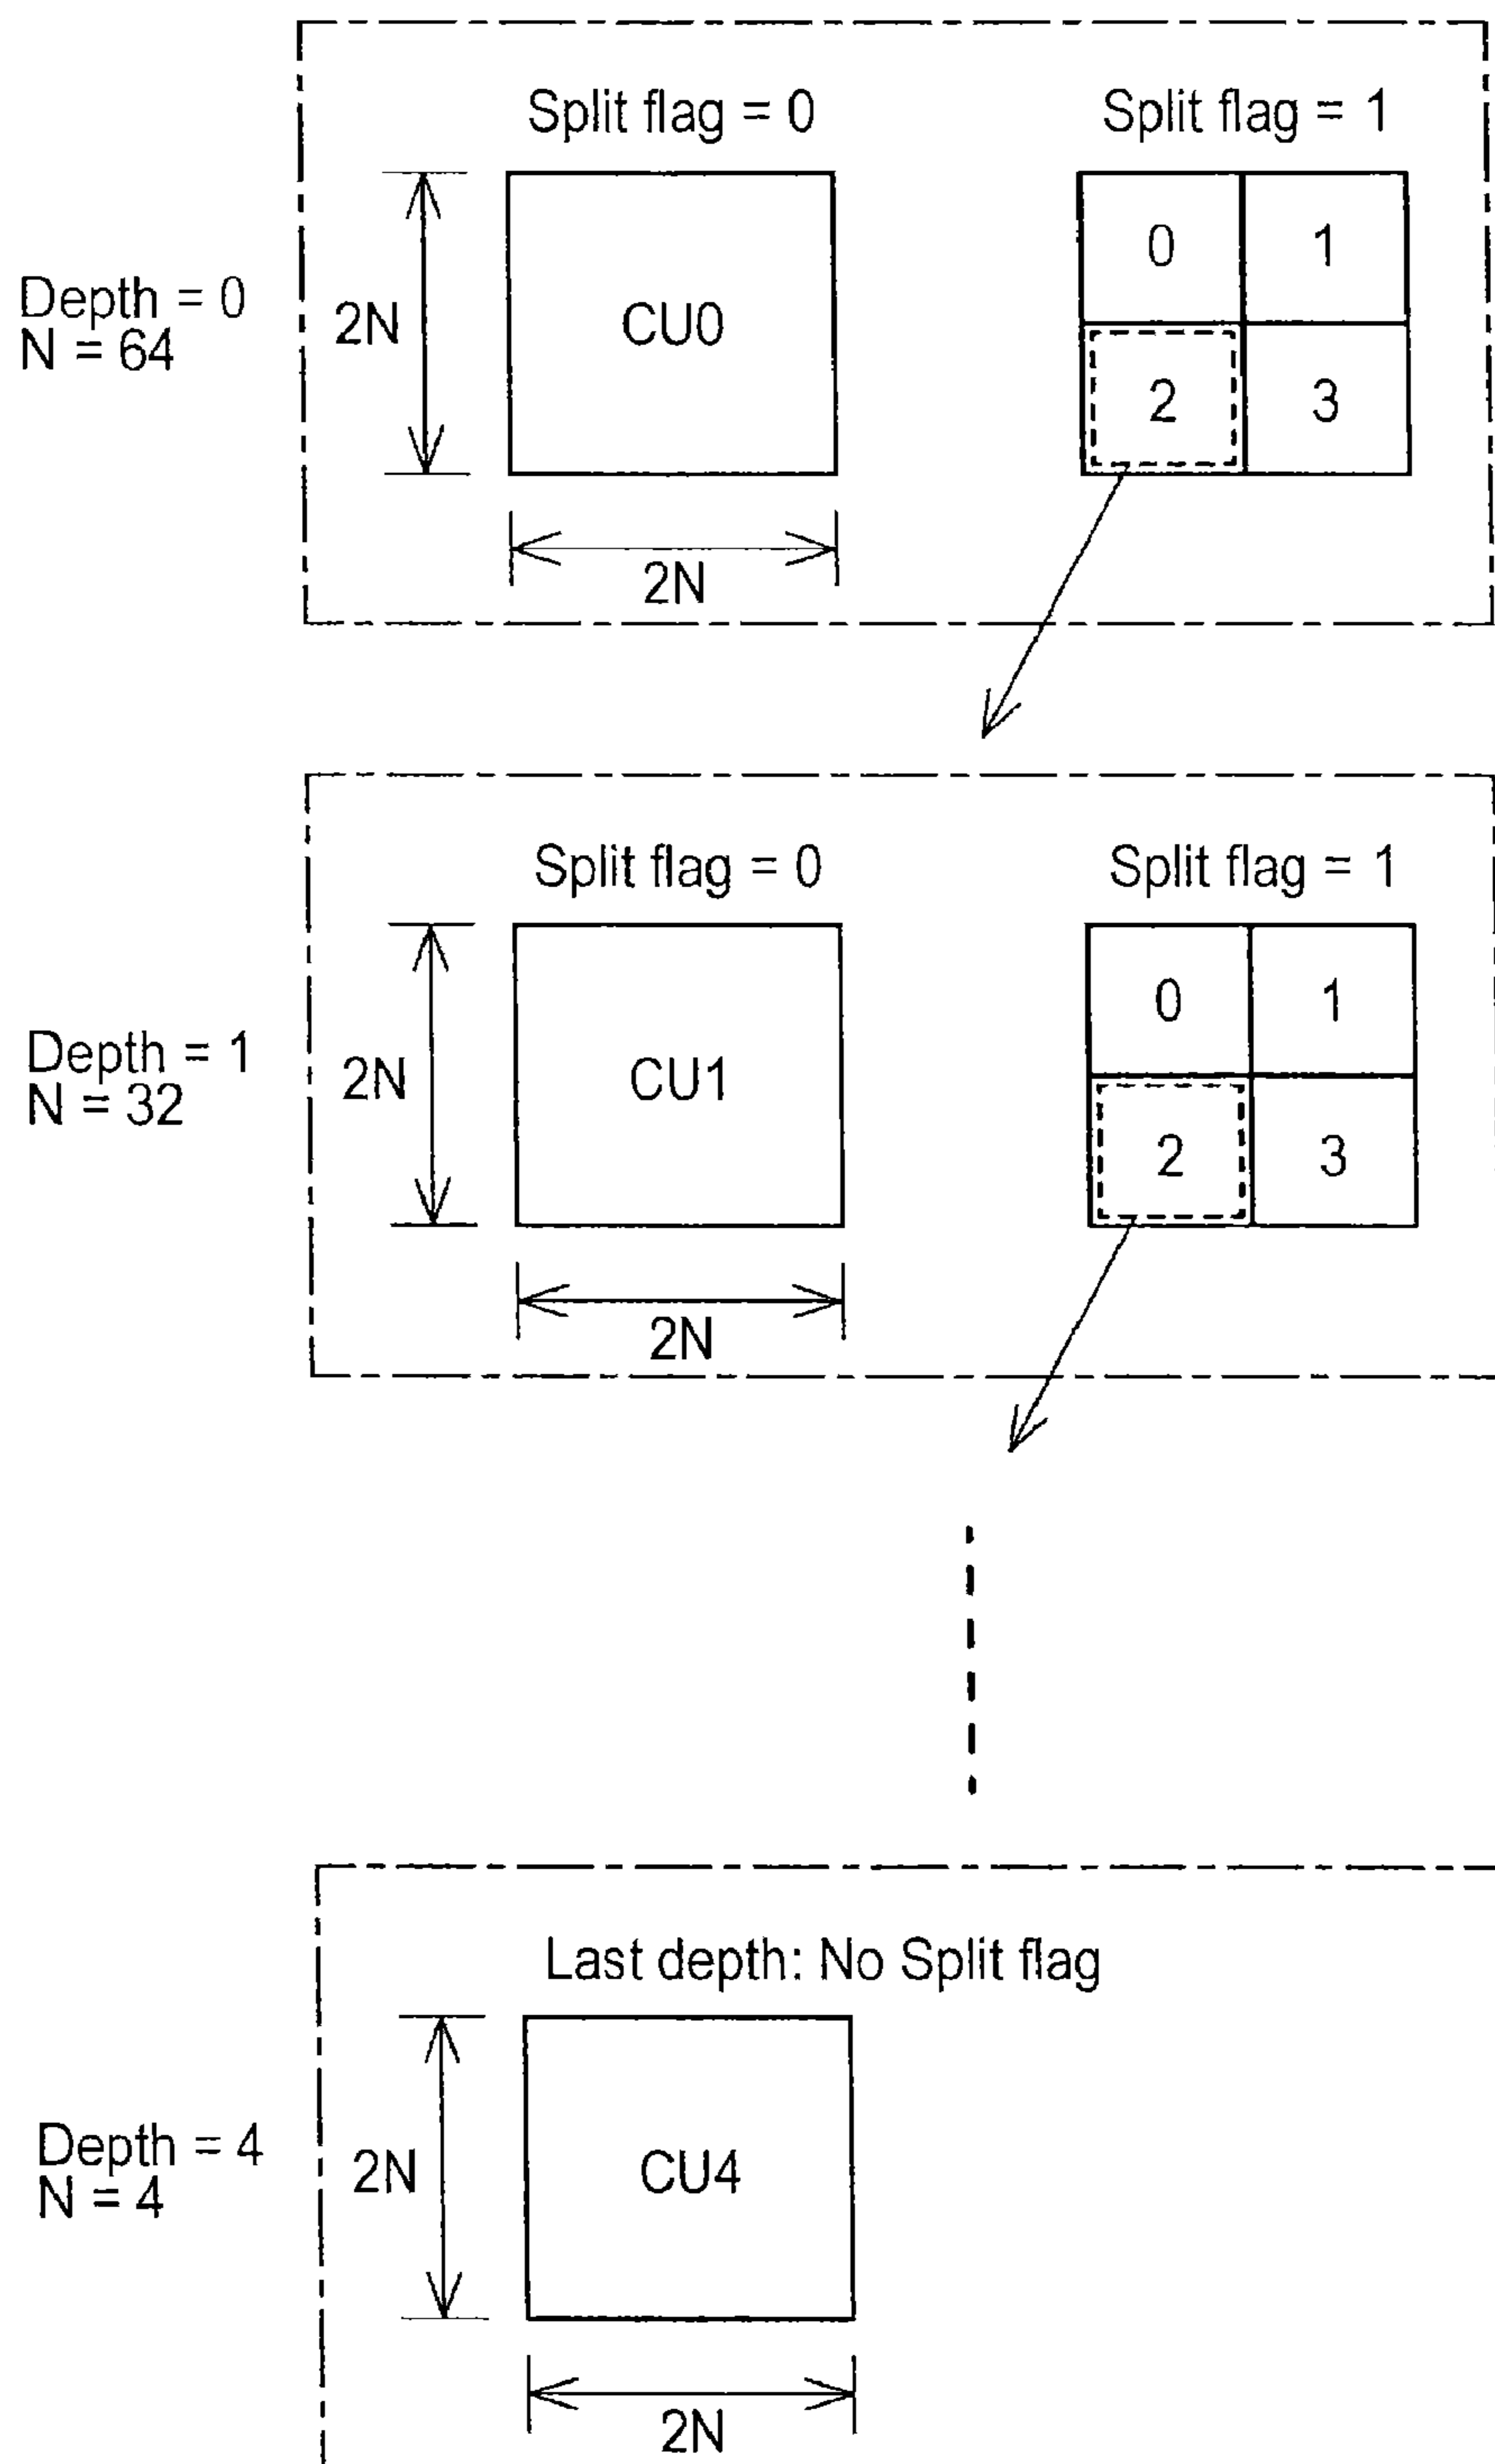 Split flag = 0
Split flag = 1
0
1
Depth = 0
N = 64
2N
CU0
2
3
2N
Split flag = 0
Split flag = 1
0
1
Depth = 1
N = 32
2N
CU1
2
3
2N
Last depth: No Split flag
Depth = 4
N = 4
2N
CU4
2N